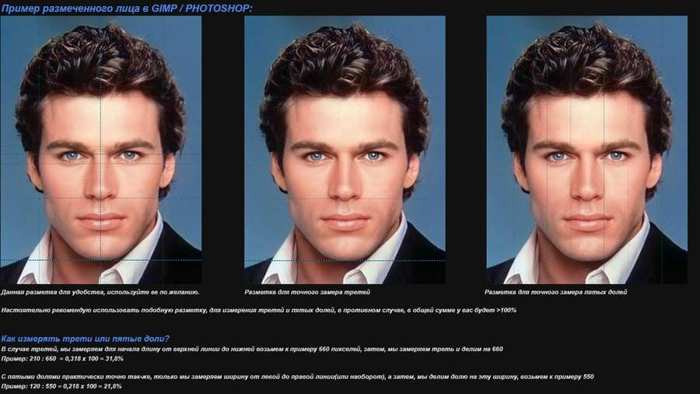 Пример размеченного лица в GIMP / PHOTOSHOP:
Данная разметка для удобства, используйте ее по желанию.
Разметка для точного замера третей
Разметка для точного замера пятых долей
Настоятельно рекомендую использовать подобную разметку, для измерения третей и пятых долей, в противном случае, в общей сумме у вас будет >100%
Как измерять трети или пятые доли?
В случае третей, мы замеряем для начала длину от верхней линии до нижней возьмем к примеру 660 пикселей, затем, мы замеряем треть и делим на 660
Пример: 210 : 660 = 0,318 x 100 = 31,8%
С пятыми долями практически точно также, только мы замеряем ширину от левой до правой линии(или наоборот), а затем, мы делим долю на эту ширину, возьмем к примеру 550
Пример: 120 : 550 = 0,218 x 100 = 21,8%